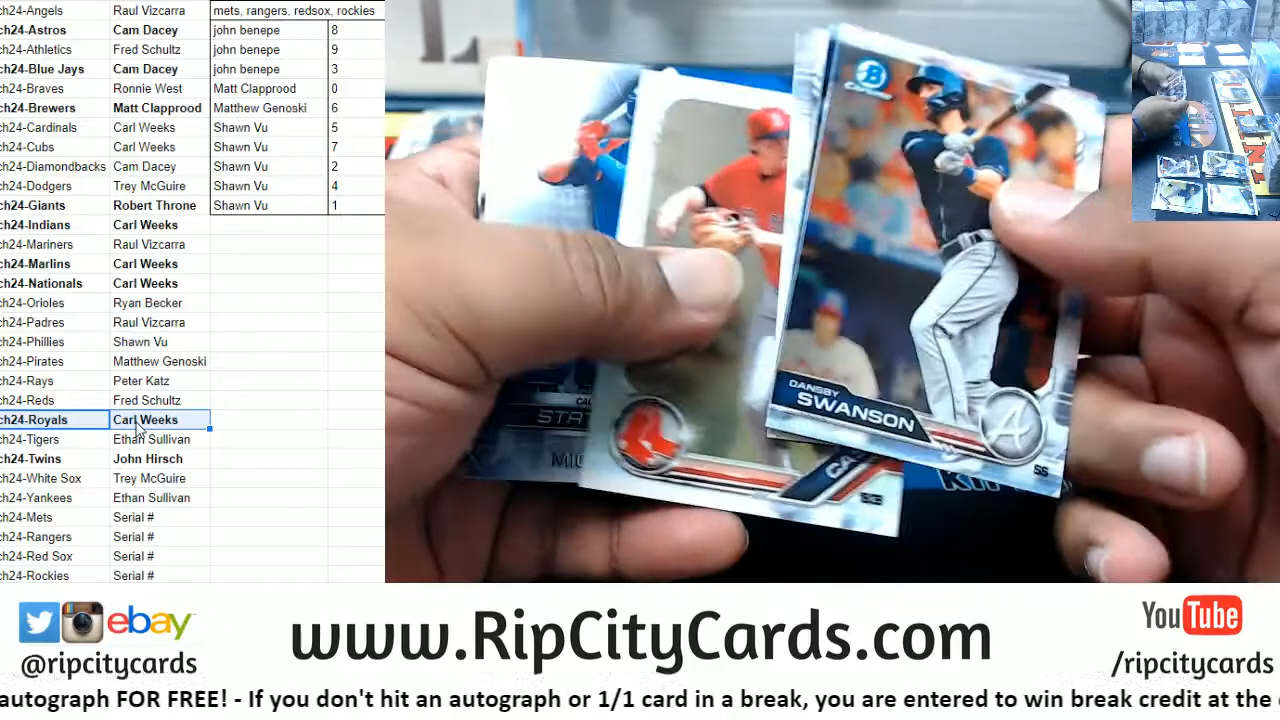 ch24-Angels Raul Vizcarra mets, rangers, redsox, rockies
ch24-Astros Cam Dacey john benepe 8
ch24-Athletics Fred Schultz john benepe 9
ch24-Blue Jays Cam Dacey john benepe 3
ch24-Braves Ronnie West Matt Clapprood 0
ch24-Brewers Matt Clapprood Matthew Genoski 6
ch24-Cardinals Carl Weeks Shawn Vu 5
ch24-Cubs Carl Weeks Shawn Vu 7
ch24-Diamondbacks Cam Dacey Shawn Vu 2
ch24-Dodgers Trey McGuire Shawn Vu 4
ch24-Giants Robert Throne Shawn Vu 1
ch24-Indians Carl Weeks
ch24-Mariners Raul Vizcarra
ch24-Marlins Carl Weeks
ch24-Nationals Carl Weeks
ch24-Orioles Ryan Becker
ch24-Padres Raul Vizcarra
ch24-Phillies Shawn Vu
ch24-Pirates Matthew Genoski
ch24-Rays Peter Katz
ch24-Reds Fred Schultz
ch24-Royals Carl Weeks
ch24-Tigers Ethan Sullivan
ch24-Twins John Hirsch
ch24-White Sox Trey McGuire
ch24-Yankees Ethan Sullivan
ch24-Mets Serial #
ch24-Rangers Serial #
ch24-Red Sox Serial #
ch24-Rockies Serial #
B
DANSBY
SWANSON
A
SS
STA
ebay
@ripcitycards
www.RipCityCards.com
YouTube
/ripcitycards
autograph FOR FREE! - If you don't hit an autograph or 1/1 card in a break, you are entered to win break credit at the